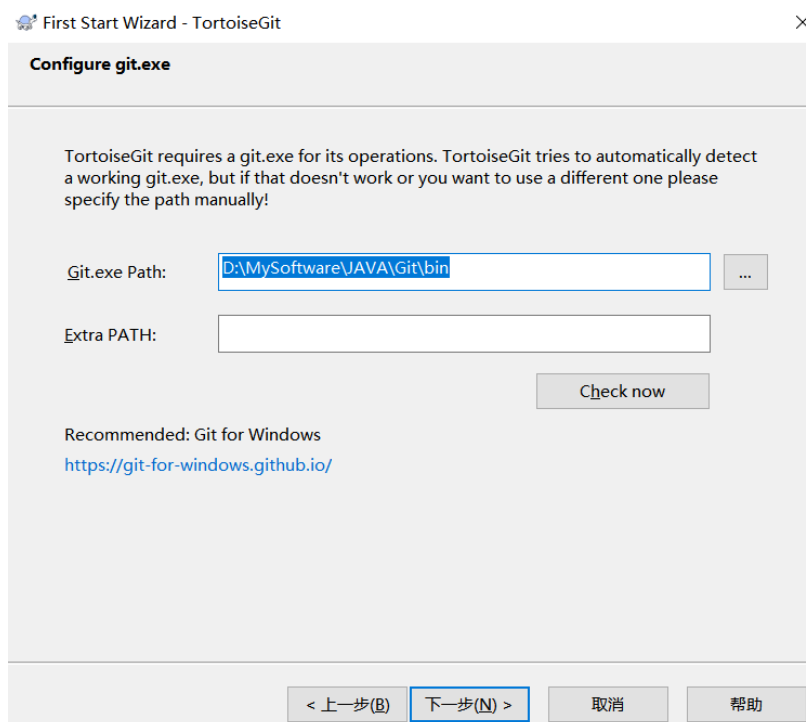 First Start Wizard - TortoiseGit
Configure git.exe
TortoiseGit requires a git.exe for its operations. TortoiseGit tries to automatically detect
a working git.exe, but if that doesn't work or you want to use a different one please
specify the path manually!
Git.exe Path:
D:\MySoftware\JAVA\Git\bin
...
Extra PATH:
Check now
Recommended: Git for Windows
https://git-for-windows.github.io/
< 上一步(B)
下一步(N) >
取消
帮助